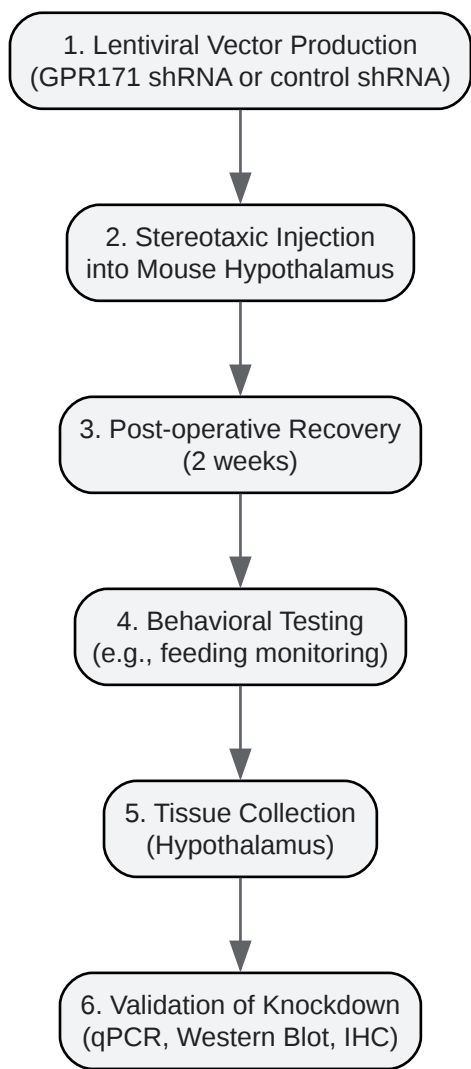 1. Lentiviral Vector Production
(GPR171 shRNA or control shRNA)
2. Stereotaxic Injection
into Mouse Hypothalamus
3. Post-operative Recovery
(2 weeks)
4. Behavioral Testing
(e.g., feeding monitoring)
5. Tissue Collection
(Hypothalamus)
6. Validation of Knockdown
(qPCR, Western Blot, IHC)